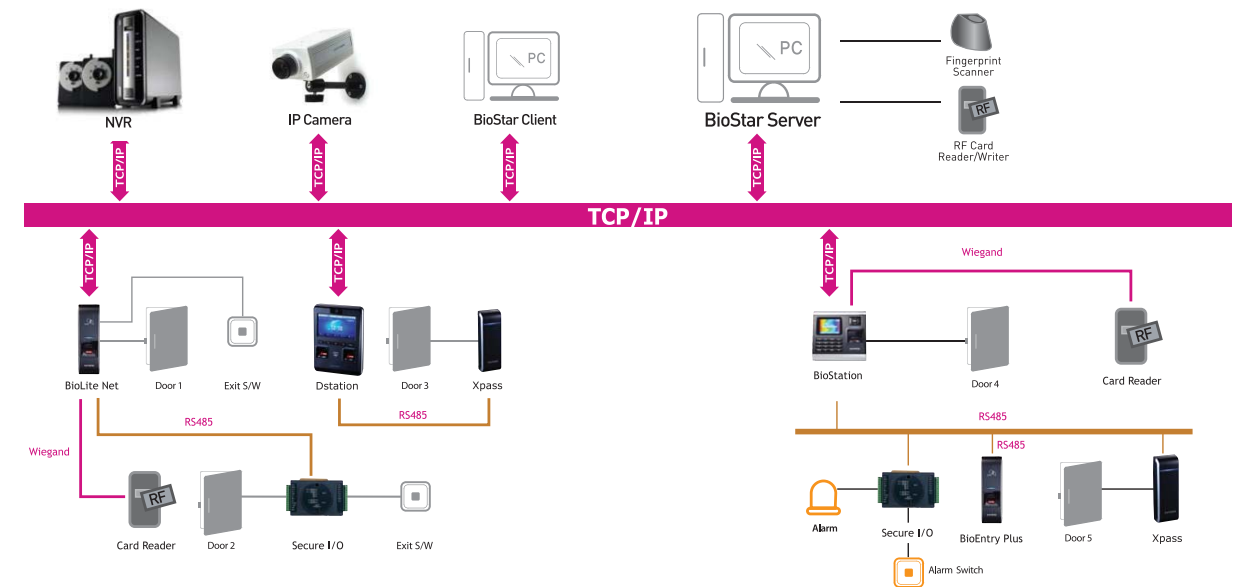 PC
PC
Fingerprint
Scanner
RF
NVR
IP Camera
BioStar Client
BioStar Server
RF Card
Reader/Writer
TCP/IP
TCP/IP
TCP/IP
TCP/IP
TCP/IP
TCP/IP
TCP/IP
TCP/IP
Wiegand
RF
BioLite Net
Door 1
Exit S/W
Dstation
Door 3
Xpass
BioStation
Door 4
Card Reader
RS485
RS485
RS485
Wiegand
RS485
RF
Alarm
Card Reader
Door 2
Secure I/O
Exit S/W
Secure I/O
BioEntry Plus
Door 5
Xpass
Alarm Switch